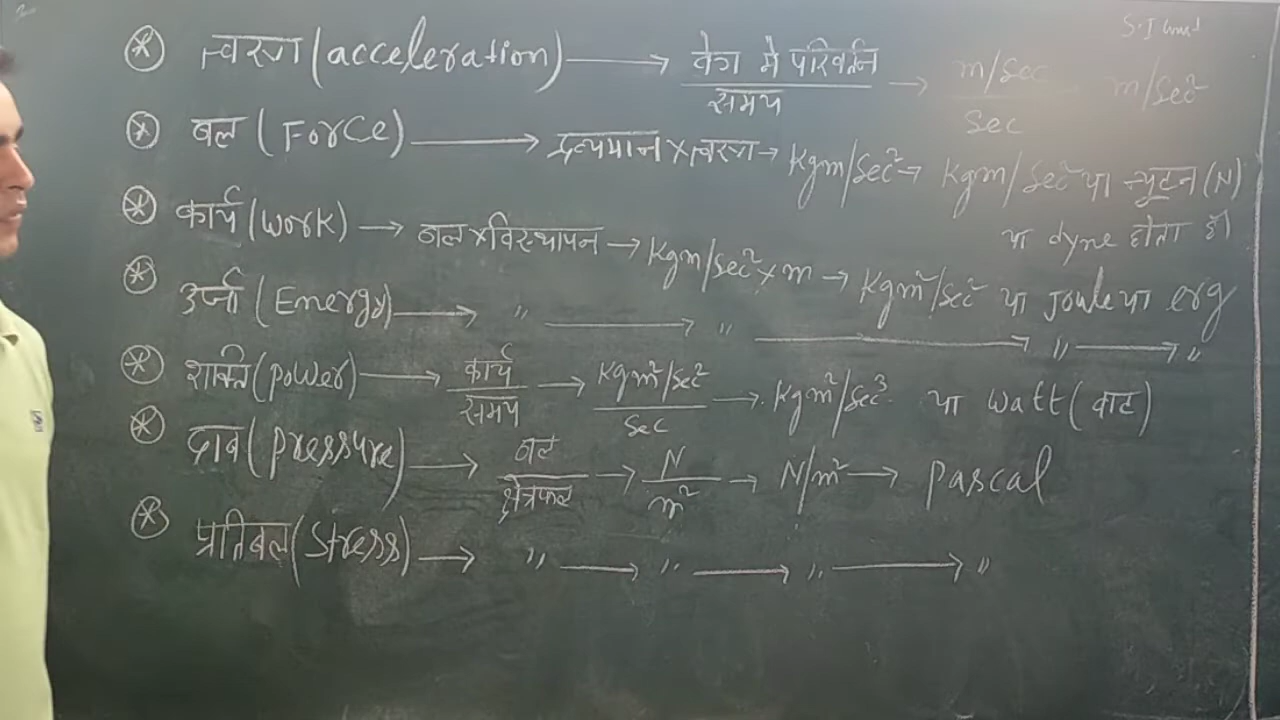 S.I Unit
* त्वरण (acceleration) → वेग में परिवर्तन / समय → m/sec / sec m/sec²
* बल (Force) → द्रव्यमान × त्वरण → Kgm/sec² → Kgm/sec² या न्यूटन (N)
या dyne होता है।
* कार्य (work) → बल × विस्थापन → Kgm/sec² × m → Kgm²/sec² या Joule या erg
* उर्जा (Energy) → " → " → " → "
* शक्ति (power) → कार्य / समय → Kgm²/sec² / sec → Kgm²/sec³ या watt (वाट)
* दाब (pressure) → बल / क्षेत्रफल → N / m² → N/m² → pascal
* प्रतिबल (stress) → " → " → " → "